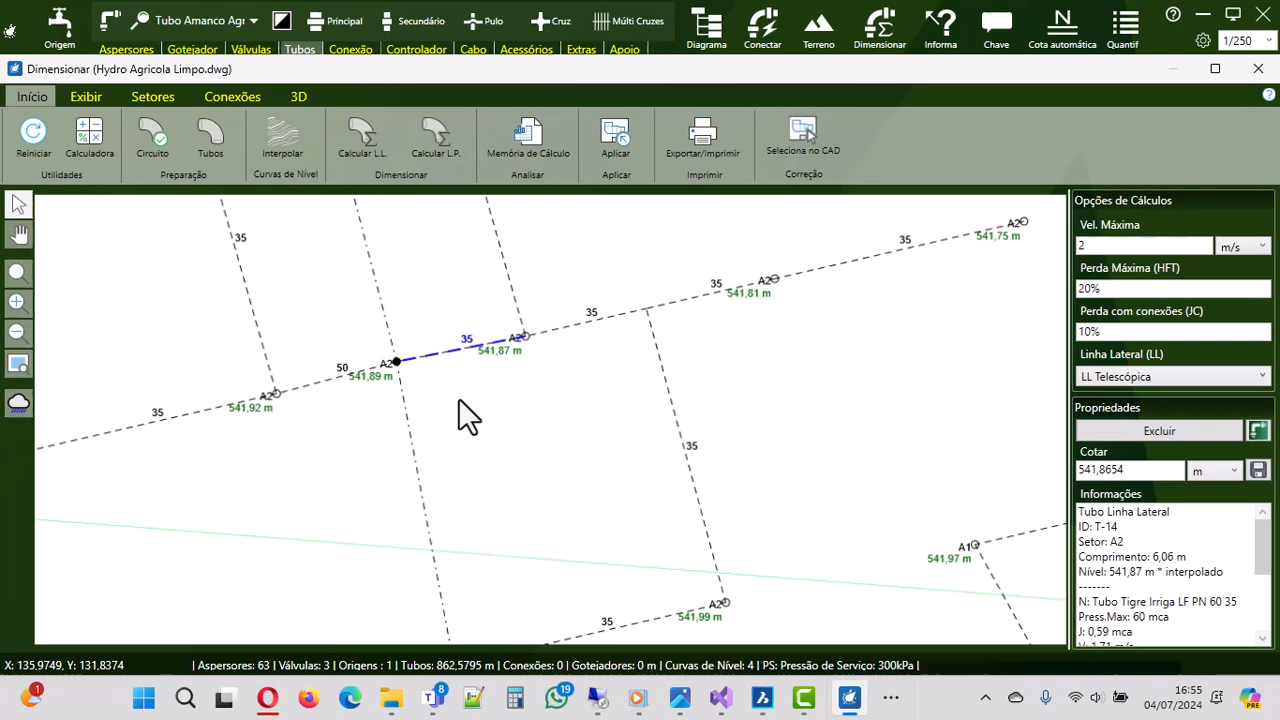 Origem
Tubo Amanco Agr
Principal
Secundário
Pulo
Cruz
Múlti Cruzes
Aspersores
Gotejador
Válvulas
Tubos
Conexão
Controlador
Cabo
Acessórios
Extras
Apoio
Diagrama
Conectar
Terreno
Dimensionar
Informa
Chave
Cota automática
Quantif
1/250
Dimensionar (Hydro Agricola Limpo.dwg)
Início
Exibir
Setores
Conexões
3D
Reiniciar
Calculadora
Utilidades
Circuito
Tubos
Preparação
Interpolar
Curvas de Nível
Calcular L.L.
Calcular L.P.
Dimensionar
Memória de Cálculo
Analisar
Aplicar
Aplicar
Exportar/Imprimir
Imprimir
Seleciona no CAD
Correção
35
A2
541,75 m
35
A2
541,81 m
35
35
A2
541,87 m
35
A2
541,89 m
50
A2
541,92 m
35
35
A1
541,97 m
A2
541,99 m
35
Opções de Cálculos
Vel. Máxima
2
m/s
Perda Máxima (HFT)
20%
Perda com conexões (JC)
10%
Linha Lateral (LL)
LL Telescópica
Propriedades
Excluir
Cotar
541,8654
m
Informações
Tubo Linha Lateral
ID: T-14
Setor: A2
Comprimento: 6,06 m
Nível: 541,87 m * interpolado
-------
N: Tubo Tigre Irriga LF PN 60 35
Press.Max: 60 mca
J: 0,59 mca
V: 1,71 m/s
X: 135,9749, Y: 131,8374
| Aspersores: 63 | Válvulas: 3 | Origens : 1 | Tubos: 862,5795 m | Conexões: 0 | Gotejadores: 0 m | Curvas de Nível: 4 | PS: Pressão de Serviço: 300kPa |
1
8
19
16:55
04/07/2024
PRE